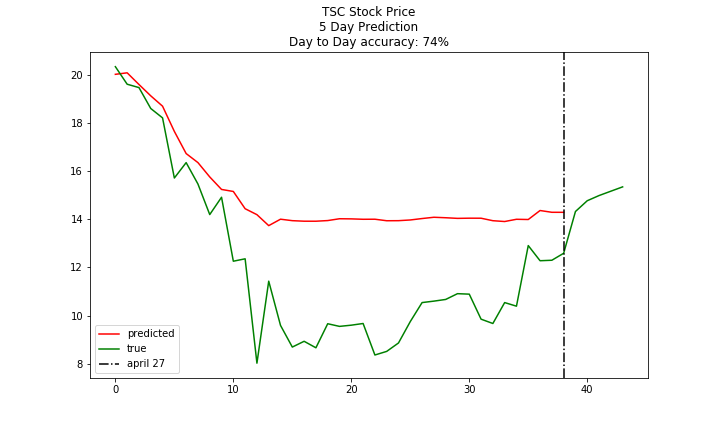 TSC Stock Price
5 Day Prediction
Day to Day accuracy: 74%
20
18
16
14
12
10
8
predicted
true
april 27
0
10
20
30
40